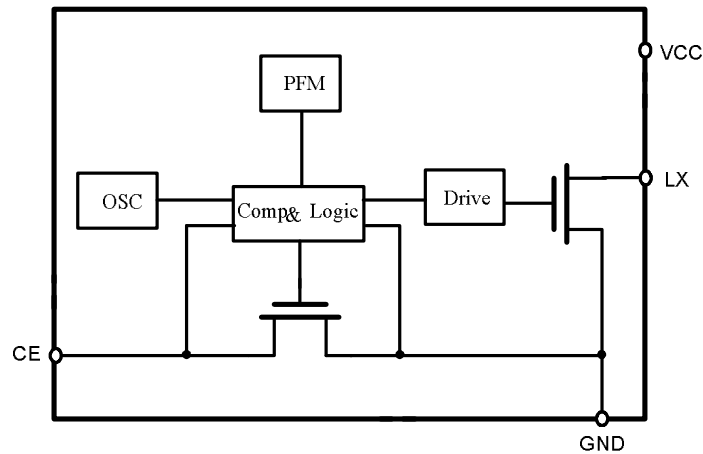 VCC
PFM
LX
OSC
Comp& Logic
Drive
CE
GND